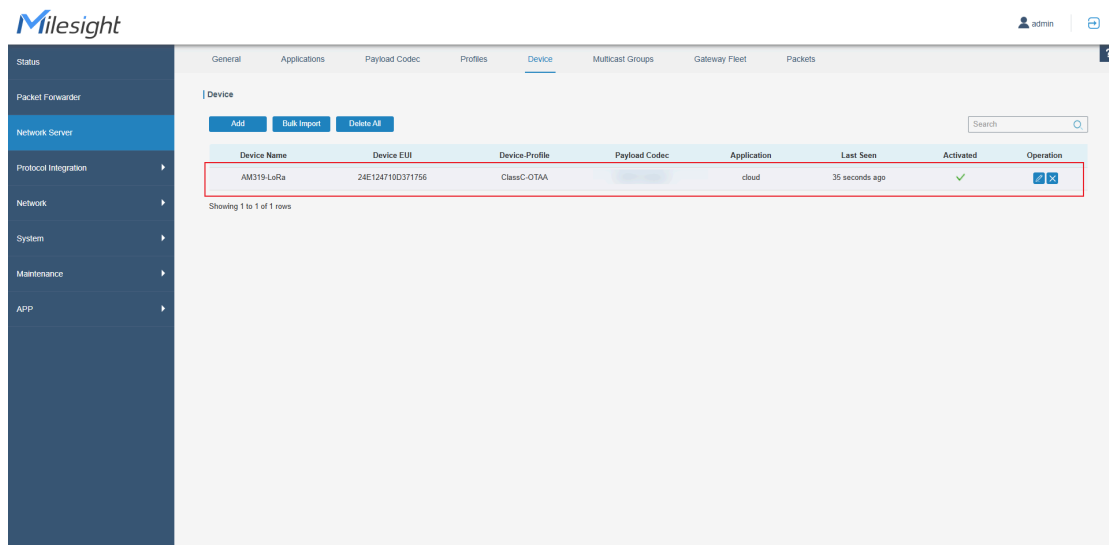 Milesight
admin
Status
Packet Forwarder
Network Server
Protocol Integration
Network
System
Maintenance
APP
General Applications Payload Codec Profiles Device Multicast Groups Gateway Fleet Packets
Device
Add Bulk Import Delete All Search
Device Name Device EUI Device-Profile Payload Codec Application Last Seen Activated Operation
AM319-LoRa 24E124710D371756 ClassC-OTAA cloud 35 seconds ago
Showing 1 to 1 of 1 rows